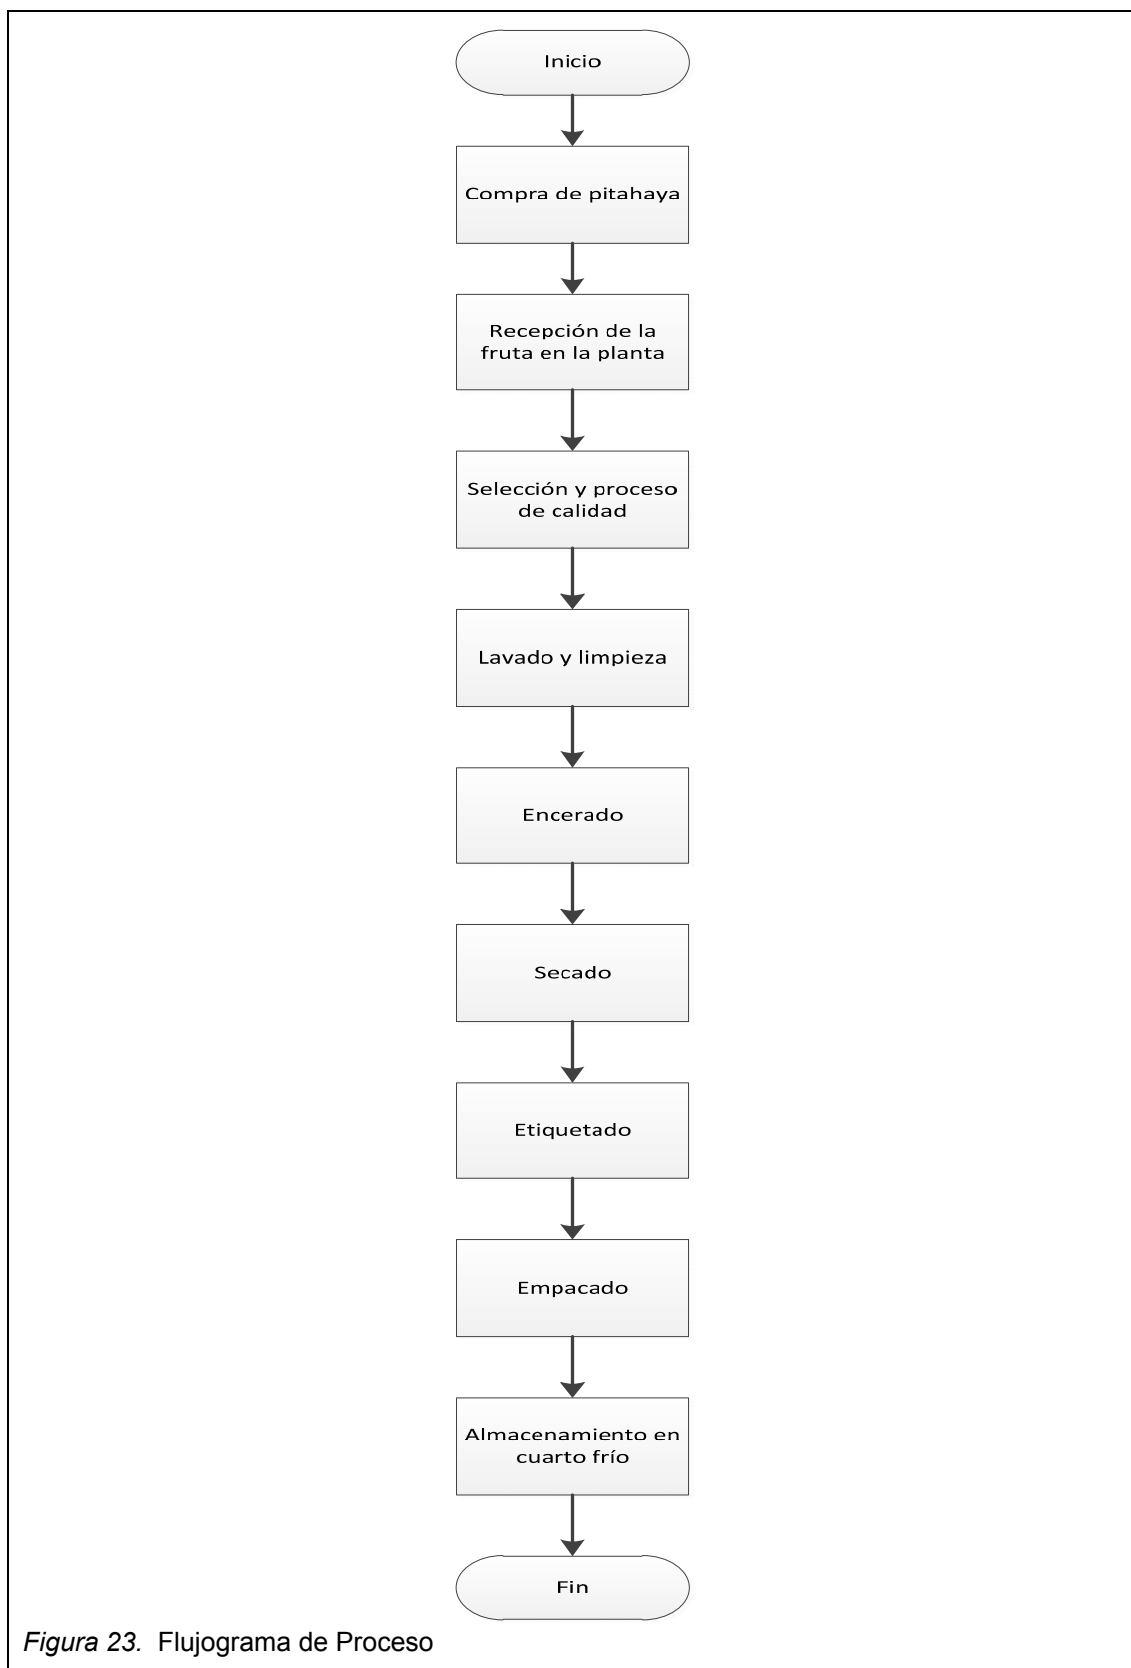 Inicio
Compra de pitahaya
Recepción de la
fruta en la planta
Selección y proceso
de calidad
Lavado y limpieza
Encerado
Secado
Etiquetado
Empacado
Almacenamiento en
cuarto frío
Fin
Figura 23. Flujograma de Proceso